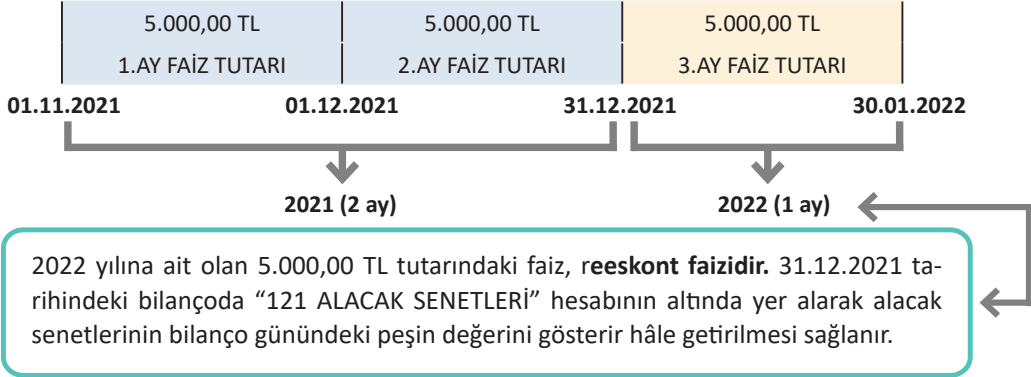 5.000,00 TL 5.000,00 TL 5.000,00 TL
1.AY FAİZ TUTARI 2.AY FAİZ TUTARI 3.AY FAİZ TUTARI
01.11.2021 01.12.2021 31.12.2021 30.01.2022
2021 (2 ay) 2022 (1 ay)
2022 yılına ait olan 5.000,00 TL tutarındaki faiz, reeskont faizidir. 31.12.2021 ta-
rihindeki bilançoda “121 ALACAK SENETLERİ” hesabının altında yer alarak alacak
senetlerinin bilanço günündeki peşin değerini gösterir hâle getirilmesi sağlanır.